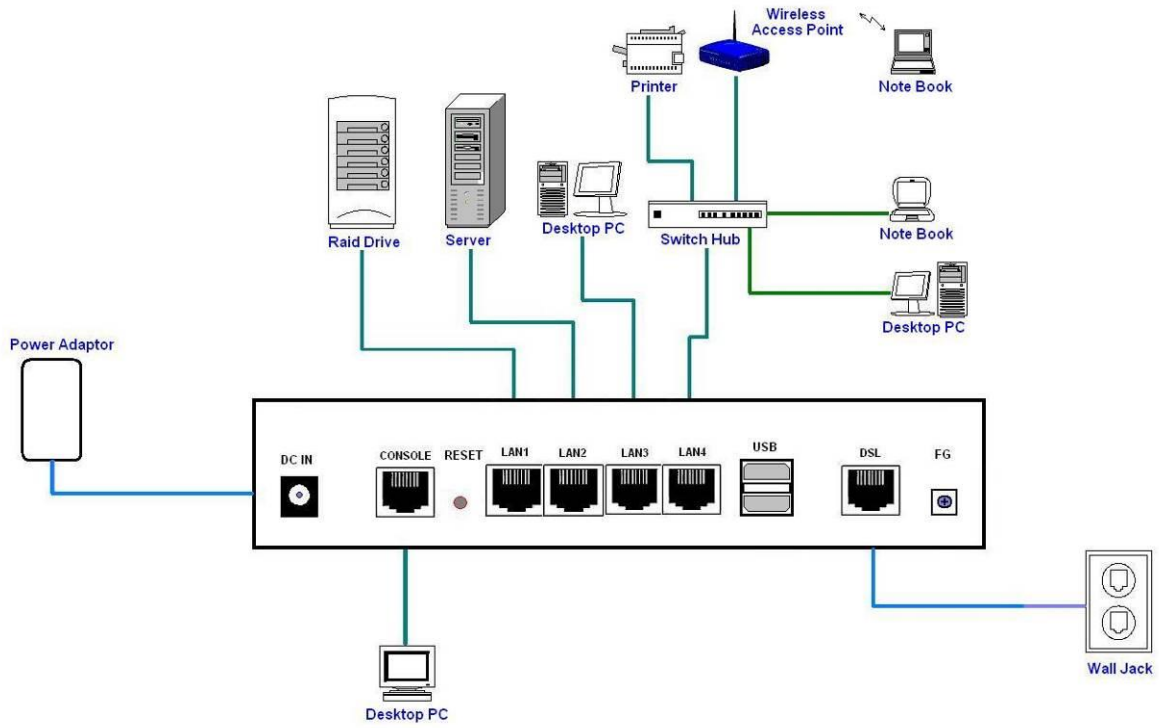 Wireless
Access Point
Printer
Note Book
Raid Drive
Server
Desktop PC
Switch Hub
Note Book
Desktop PC
Power Adaptor
DC IN
CONSOLE
RESET
LAN1
LAN2
LAN3
LAN4
USB
DSL
FG
Wall Jack
Desktop PC